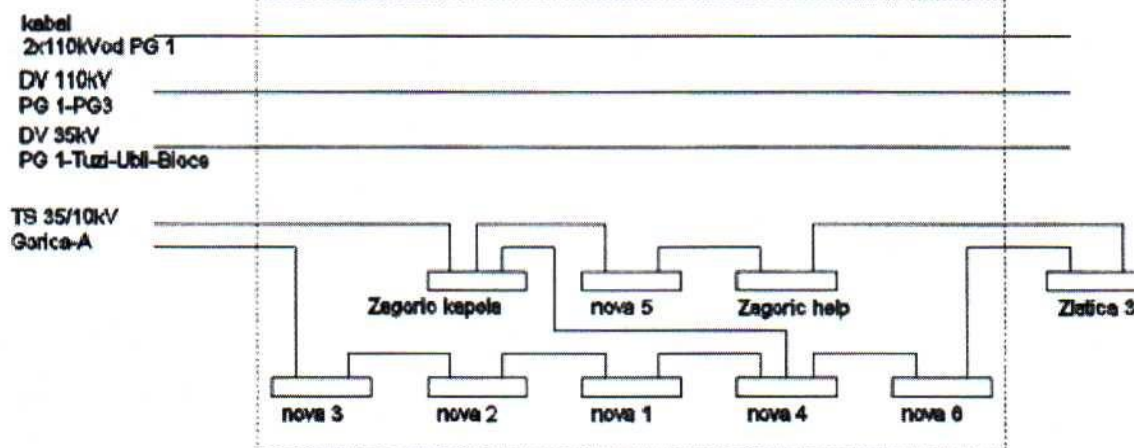 kabel
2x110kVod PG 1
DV 110kV
PG 1-PG3
DV 35kV
PG 1-Tuzi-Ubli-Bioce
TS 35/10kV
Gorica-A
Zagoric kapela
nova 5
Zagoric help
Zlatica 3
nova 3
nova 2
nova 1
nova 4
nova 6